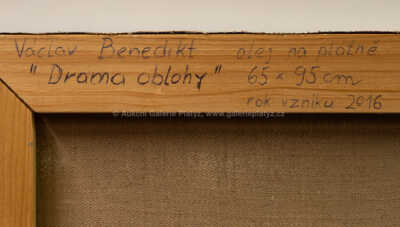 Václav Benedikt olej na plátně
"Drama oblohy" 65 x 95 cm
rok vzniku 2016
© Aukční Galerie Platýz, www.galerieplatyz.cz